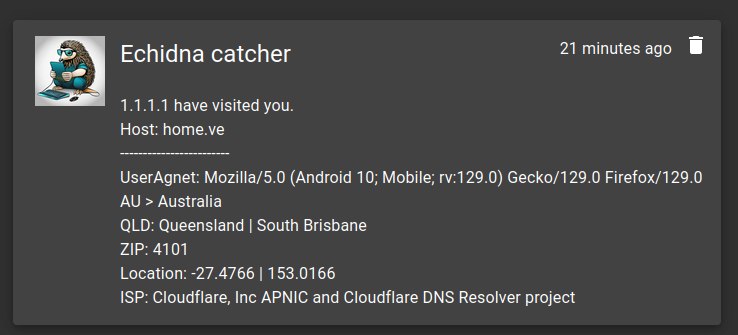 Echidna catcher
21 minutes ago
1.1.1.1 have visited you.
Host: home.ve
------------------------
UserAgnet: Mozilla/5.0 (Android 10; Mobile; rv:129.0) Gecko/129.0 Firefox/129.0
AU > Australia
QLD: Queensland | South Brisbane
ZIP: 4101
Location: -27.4766 | 153.0166
ISP: Cloudflare, Inc APNIC and Cloudflare DNS Resolver project